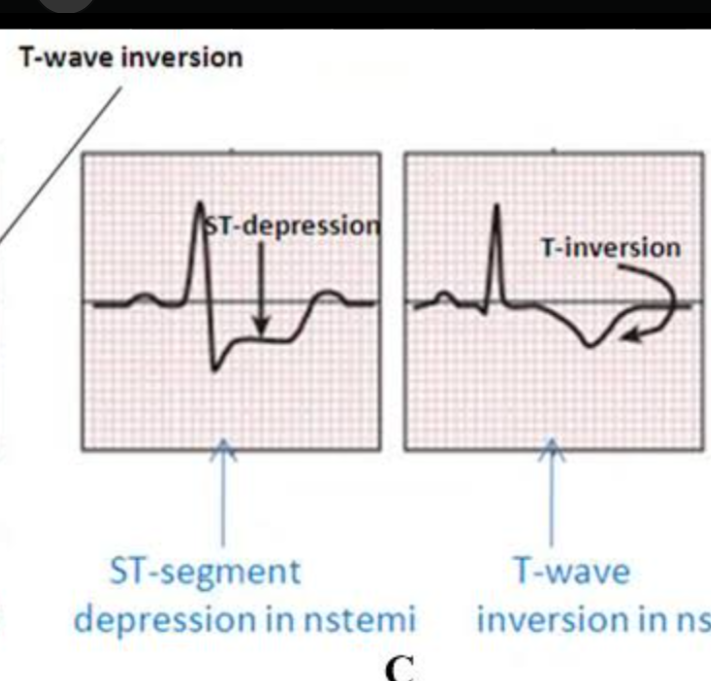 T-wave inversion
ST-depression
T-inversion
ST-segment
depression in nstemi
T-wave
inversion in ns
C